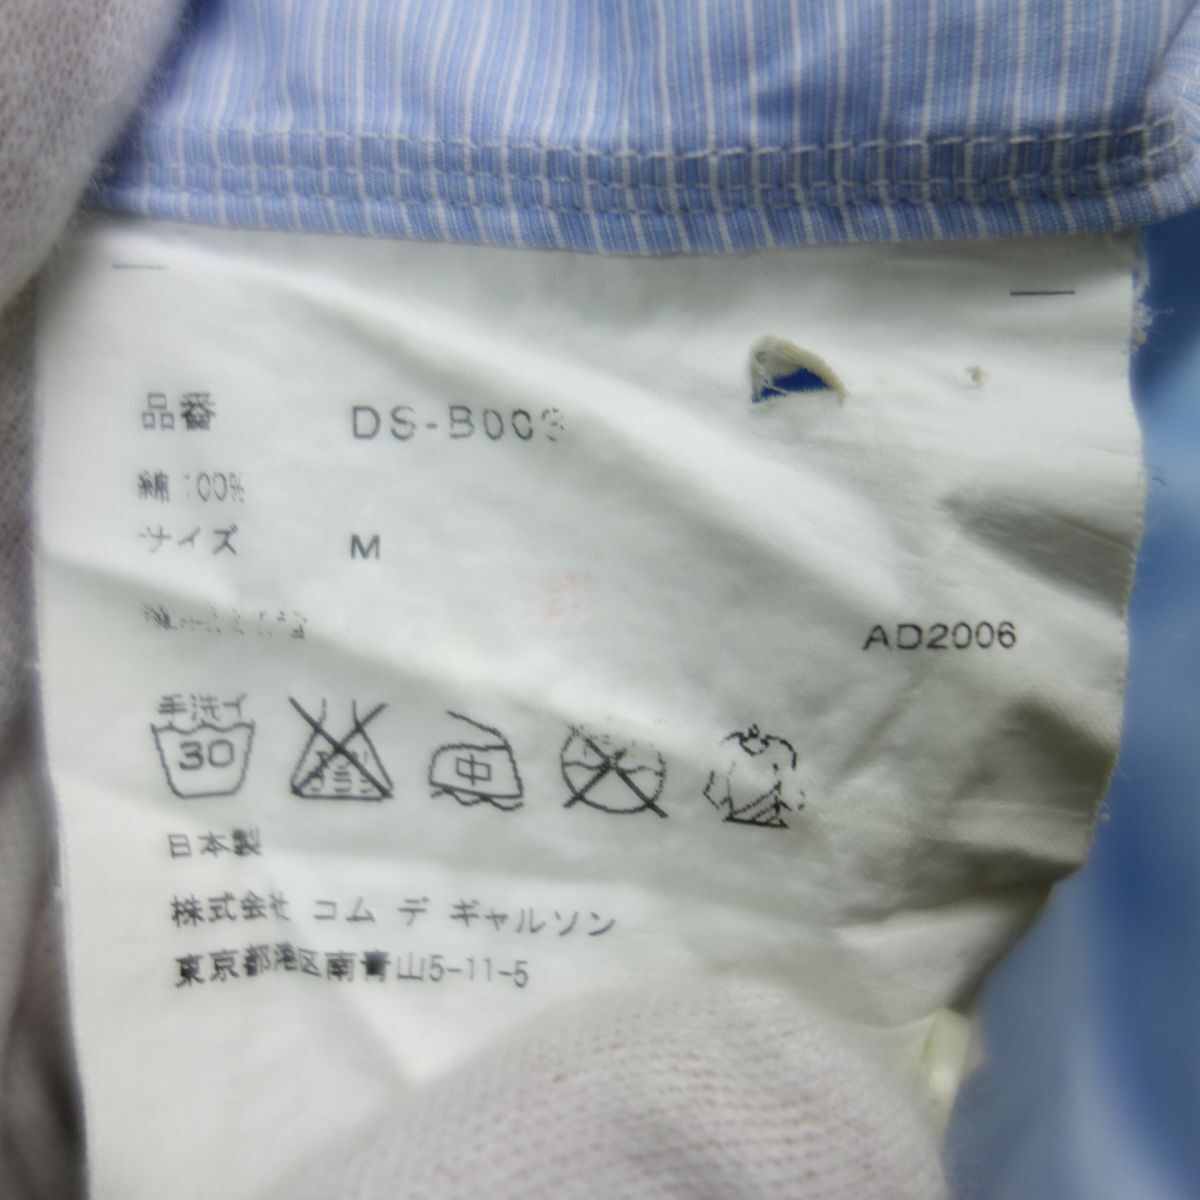 品番 DS-B003
綿 100%
サイズ M
AD2006
手洗イ
30
中
日本製
株式会社 コム デ ギャルソン
東京都港区南青山5-11-5